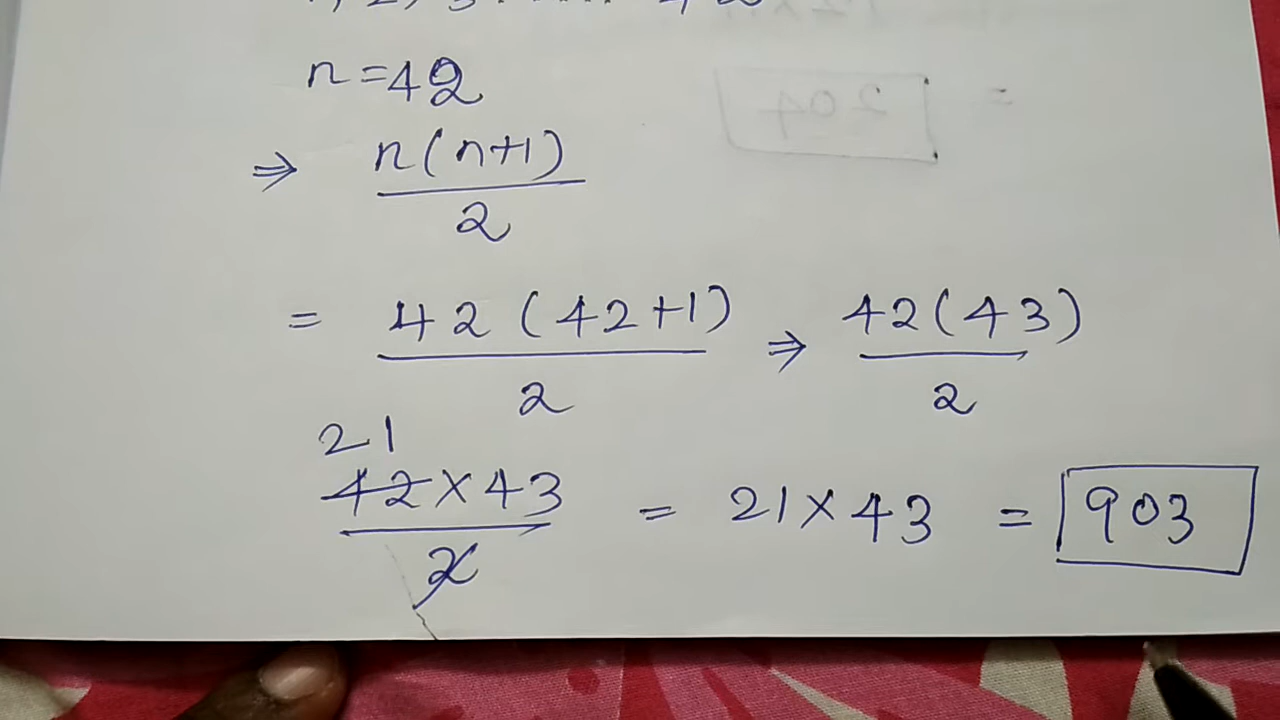 n = 42
⇒ n(n+1)
2
= 42 (42+1) ⇒ 42(43)
2 2
21
42 × 43 = 21 × 43 = 903
2